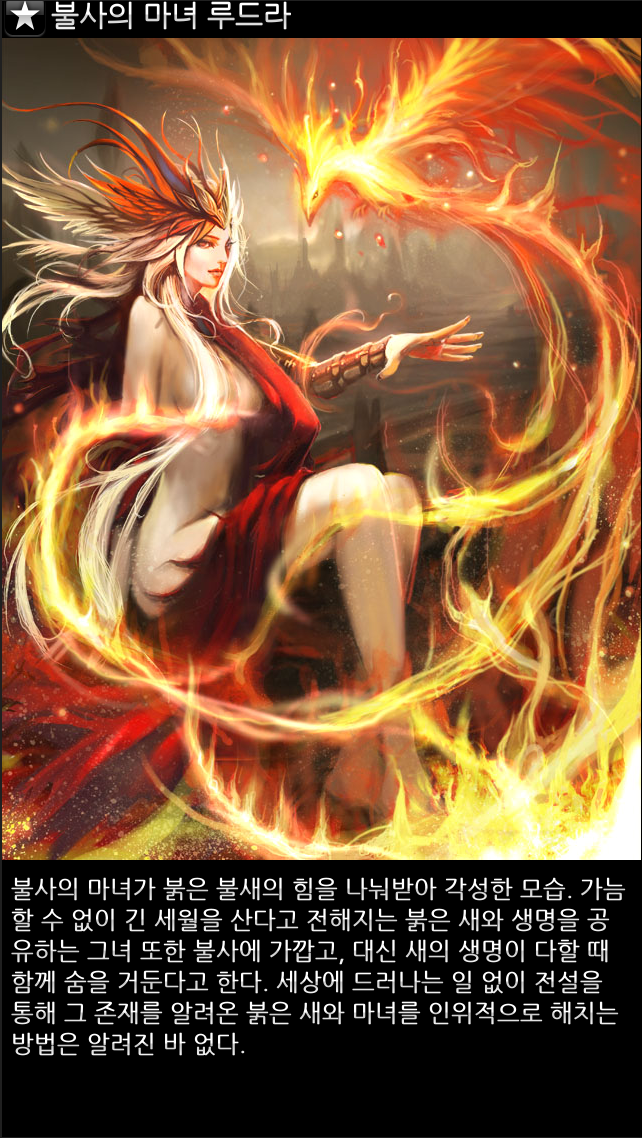 불사의 마녀 루드라
불사의 마녀가 붉은 불새의 힘을 나눠받아 각성한 모습. 가늠
할 수 없이 긴 세월을 산다고 전해지는 붉은 새와 생명을 공
유하는 그녀 또한 불사에 가깝고, 대신 새의 생명이 다할 때
함께 숨을 거둔다고 한다. 세상에 드러나는 일 없이 전설을
통해 그 존재를 알려온 붉은 새와 마녀를 인위적으로 해치는
방법은 알려진 바 없다.